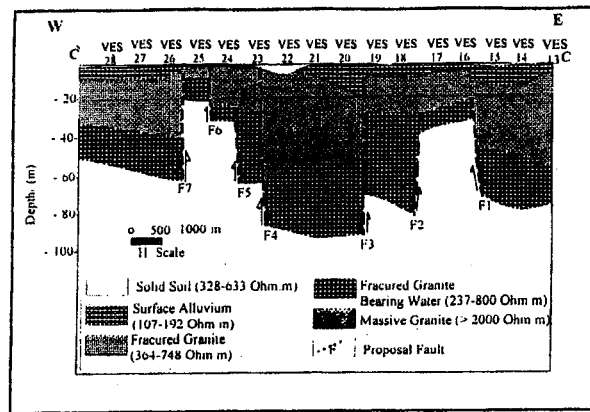 W E
VES VES VES VES VES VES VES VES VES VES VES VES VES VES VES VES
C' 28 27 26 25 24 23 22 21 20 19 18 17 16 15 14 13 C
- 20
- 40
60
- 80
- 100
Depth. (m)
F7 F6 F5 F4 F3 F2 F1
0 500 1000 m
H Scale
Solid Soil (328-633 Ohm.m)
Surface Alluvium
(107-192 Ohm m)
Fracured Granite
364-748 Ohm.m)
Fracured Granite
Bearing Water (237-800 Ohm m)
Massive Granite (> 2000 Ohm m)
F Proposal Fault